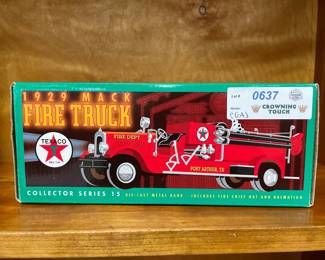 1929 MACK
FIRE TRUCK
Lot #
0637
CROWNING
TOUCH
TEXACO
FIRE DEPT
PORT ARTHUR, TX
COLLECTOR SERIES 15 DIE-CAST METAL BANK INCLUDES FIRE CHIEF HAT AND DALMATIAN